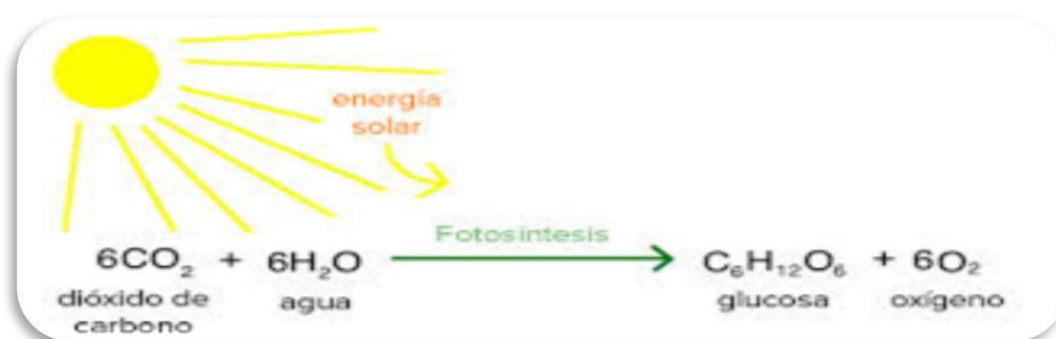 energía
solar
Fotosíntesis
6CO₂ + 6H₂O C₆H₁₂O₆ + 6O₂
dióxido de
carbono
agua
glucosa
oxígeno